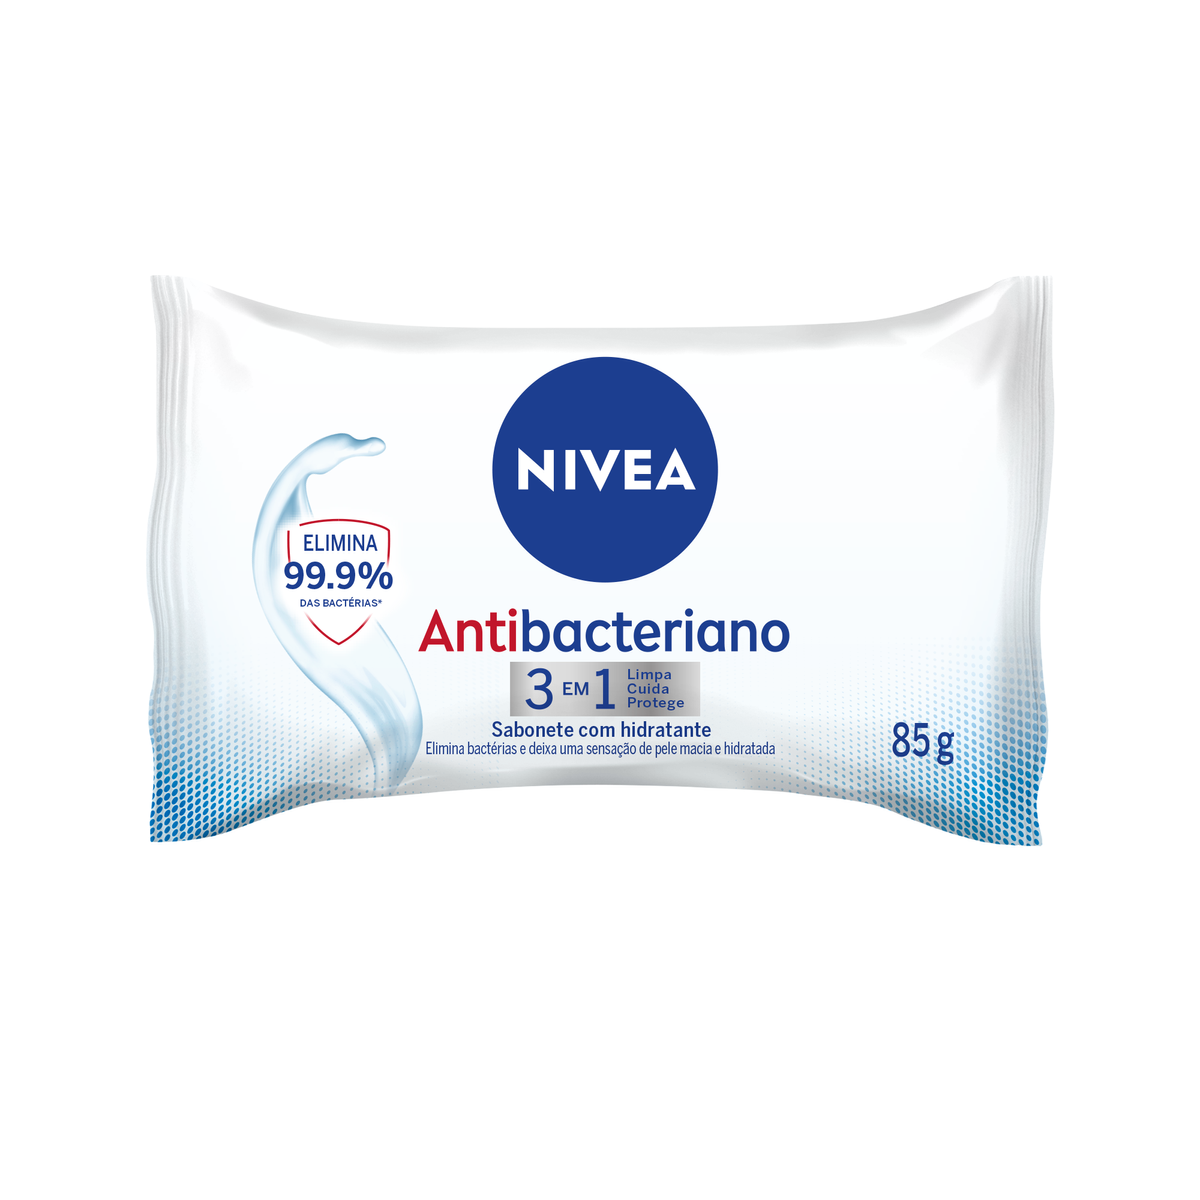 NIVEA
ELIMINA
99.9%
DAS BACTÉRIAS*
Antibacteriano
3 EM 1
Limpa
Cuida
Protege
Sabonete com hidratante
Elimina bactérias e deixa uma sensação de pele macia e hidratada
85 g